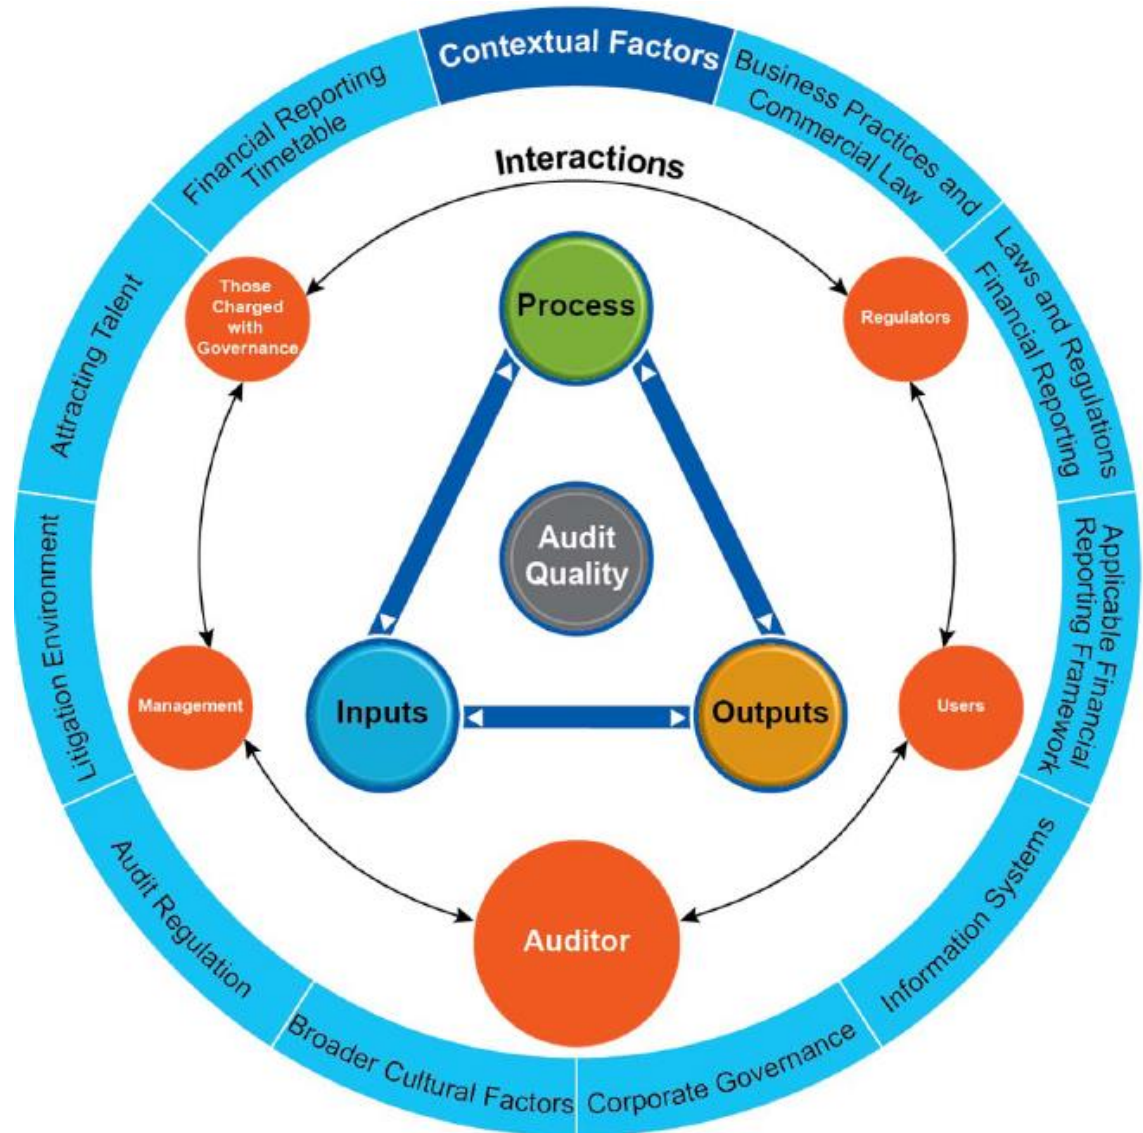 Contextual Factors
Business Practices and
Commercial Law
Laws and Regulations
Financial Reporting
Applicable Financial
Reporting Framework
Information Systems
Corporate Governance
Broader Cultural Factors
Audit Regulation
Litigation Environment
Attracting Talent
Financial Reporting
Timetable
Interactions
Those
Charged
with
Governance
Regulators
Process
Audit
Quality
Management
Inputs
Outputs
Users
Auditor